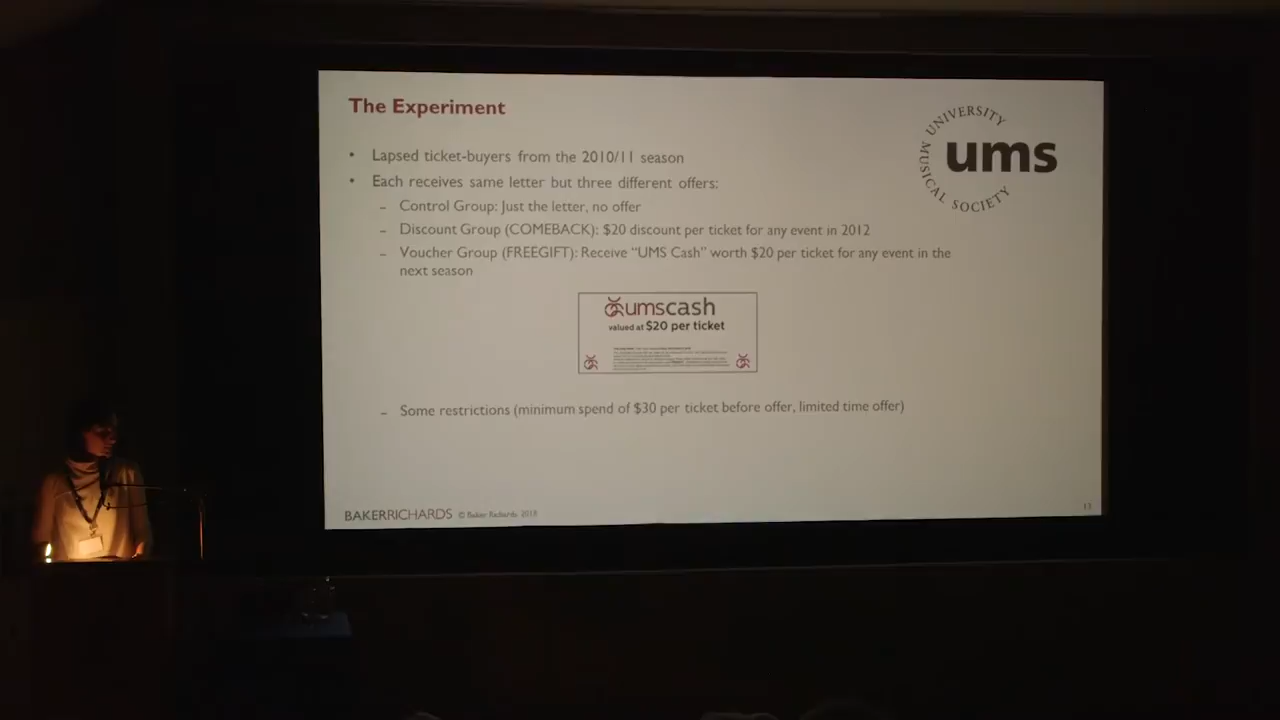 The Experiment
UNIVERSITY
MUSICAL SOCIETY
ums
• Lapsed ticket-buyers from the 2010/11 season
• Each receives same letter but three different offers:
– Control Group: Just the letter, no offer
– Discount Group (COMEBACK): $20 discount per ticket for any event in 2012
– Voucher Group (FREEGIFT): Receive “UMS Cash” worth $20 per ticket for any event in the
next season
umscash
valued at $20 per ticket
– Some restrictions (minimum spend of $30 per ticket before offer, limited time offer)
BAKERRICHARDS © Baker Richards 2018
13